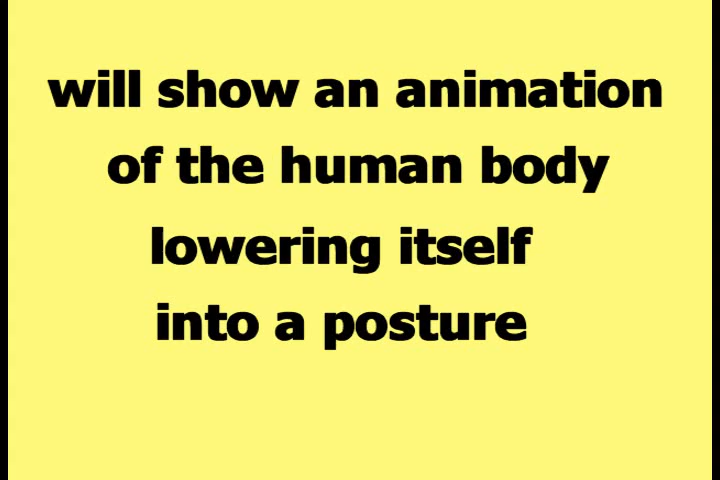 will show an animation
of the human body
lowering itself
into a posture